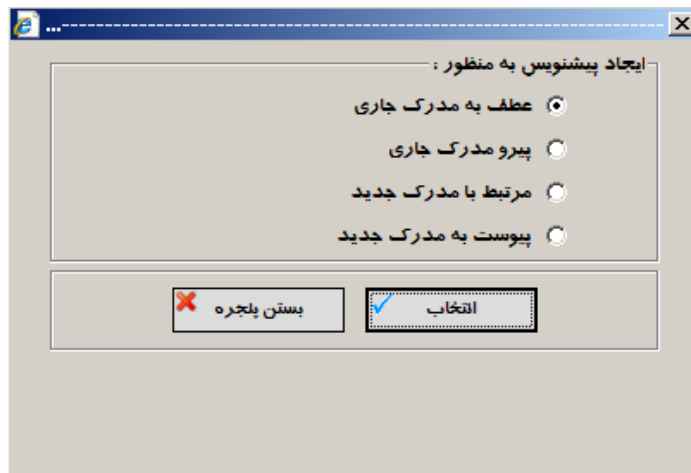 ...------------------------------------------------------------------------
ایجاد پیشنویس به منظور :
عطف به مدرک جاری
پیرو مدرک جاری
مرتبط با مدرک جدید
پیوست به مدرک جدید
انتخاب
بستن پنجره